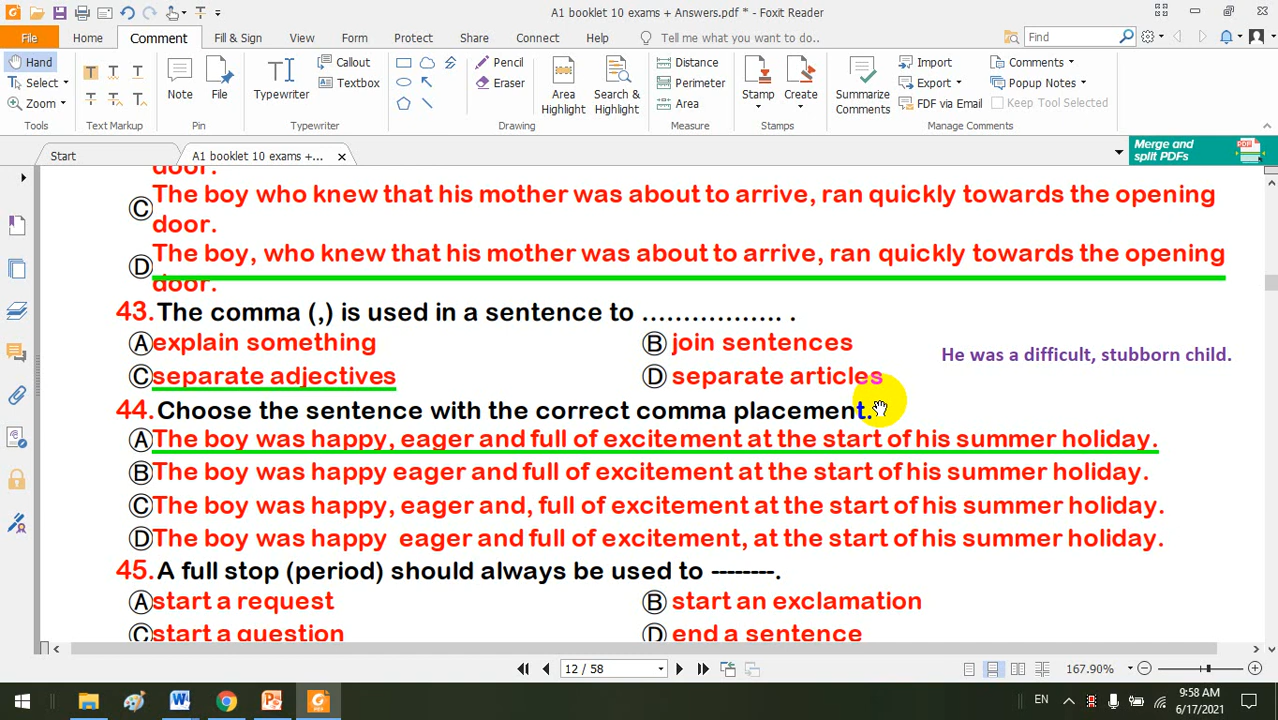 A1 booklet 10 exams + Answers.pdf * - Foxit Reader
File Home Comment Fill & Sign View Form Protect Share Connect Help Tell me what you want to do... Find
Hand
Select
Zoom
Tools
Text Markup
Note
File
Pin
Typewriter
Callout
Textbox
Typewriter
Pencil
Eraser
Area Highlight
Search & Highlight
Drawing
Distance
Perimeter
Area
Measure
Stamp
Create
Stamps
Summarize Comments
Import
Export
FDF via Email
Comments
Popup Notes
Keep Tool Selected
Manage Comments
Start
A1 booklet 10 exams +...
Merge and
split PDFs
door.
C The boy who knew that his mother was about to arrive, ran quickly towards the opening
door.
D The boy, who knew that his mother was about to arrive, ran quickly towards the opening
door.
43. The comma (,) is used in a sentence to ................. .
A explain something B join sentences
He was a difficult, stubborn child.
C separate adjectives D separate articles
44. Choose the sentence with the correct comma placement.
A The boy was happy, eager and full of excitement at the start of his summer holiday.
B The boy was happy eager and full of excitement at the start of his summer holiday.
C The boy was happy, eager and, full of excitement at the start of his summer holiday.
D The boy was happy eager and full of excitement, at the start of his summer holiday.
45. A full stop (period) should always be used to --------.
A start a request B start an exclamation
C start a question D end a sentence
12 / 58
167.90%
EN
9:58 AM
6/17/2021